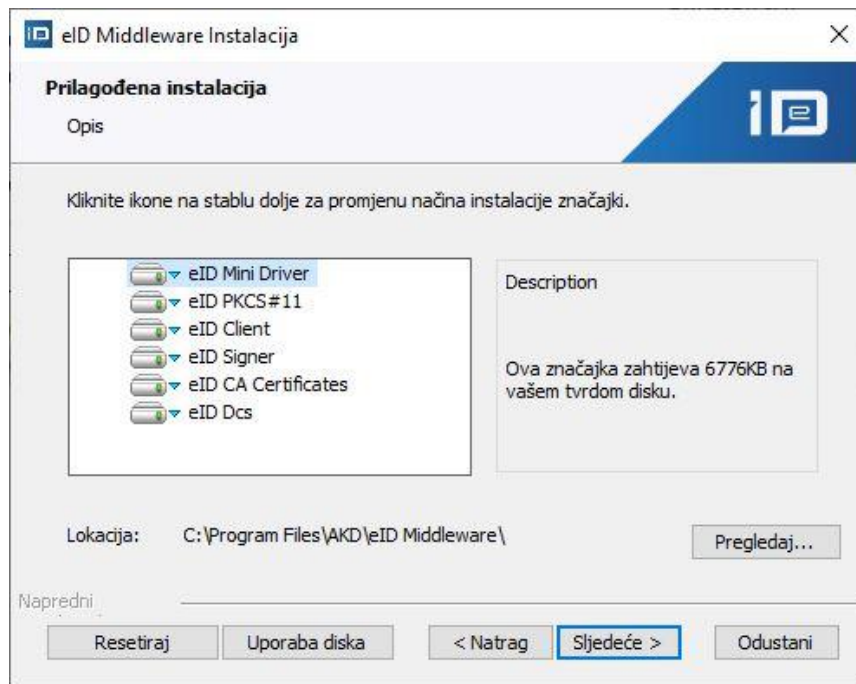 eID Middleware Instalacija
Prilagođena instalacija
Opis
Kliknite ikone na stablu dolje za promjenu načina instalacije značajki.
eID Mini Driver
eID PKCS#11
eID Client
eID Signer
eID CA Certificates
eID Dcs
Description
Ova značajka zahtijeva 6776KB na
vašem tvrdom disku.
Lokacija: C:\Program Files\AKD\eID Middleware\
Pregledaj...
Napredni
Resetiraj Uporaba diska < Natrag Sljedeće > Odustani